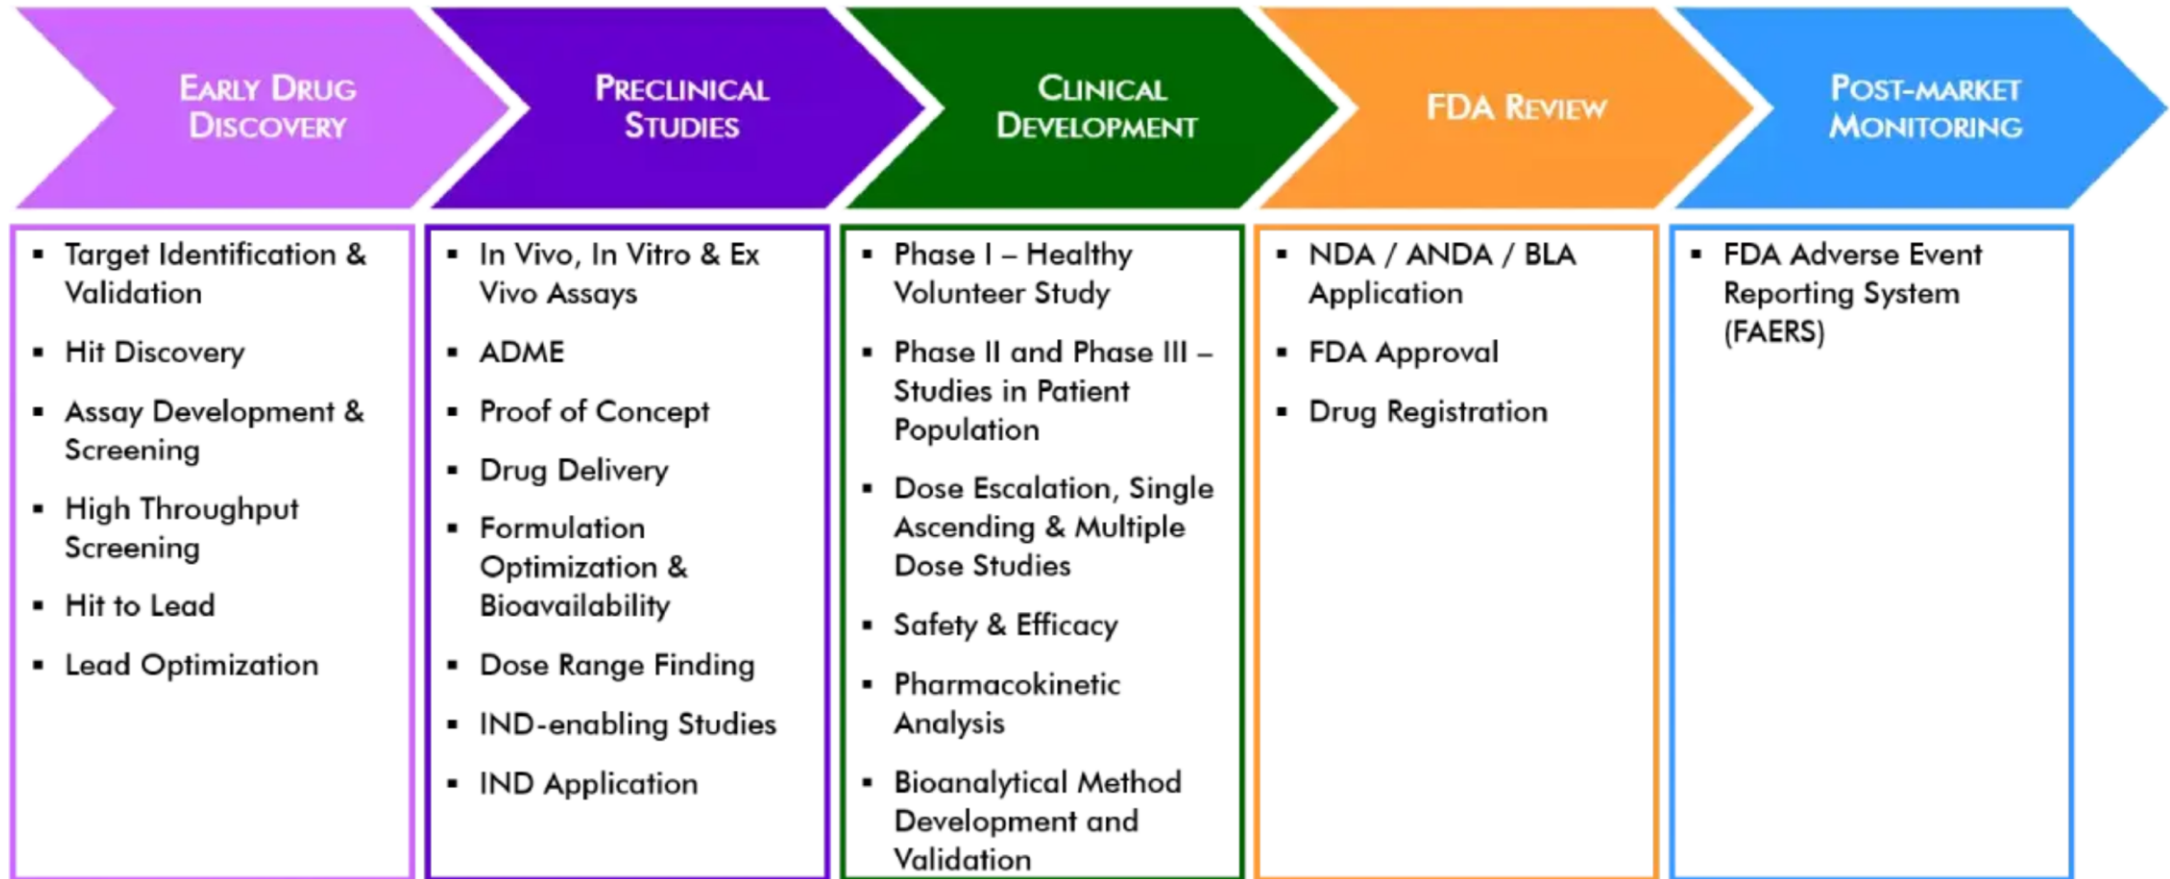 EARLY DRUG
DISCOVERY
PRECLINICAL
STUDIES
CLINICAL
DEVELOPMENT
FDA REVIEW
POST-MARKET
MONITORING
▪ Target Identification &
Validation
▪ Hit Discovery
▪ Assay Development &
Screening
▪ High Throughput
Screening
▪ Hit to Lead
▪ Lead Optimization
▪ In Vivo, In Vitro & Ex
Vivo Assays
▪ ADME
▪ Proof of Concept
▪ Drug Delivery
▪ Formulation
Optimization &
Bioavailability
▪ Dose Range Finding
▪ IND-enabling Studies
▪ IND Application
▪ Phase I – Healthy
Volunteer Study
▪ Phase II and Phase III –
Studies in Patient
Population
▪ Dose Escalation, Single
Ascending & Multiple
Dose Studies
▪ Safety & Efficacy
▪ Pharmacokinetic
Analysis
▪ Bioanalytical Method
Development and
Validation
▪ NDA / ANDA / BLA
Application
▪ FDA Approval
▪ Drug Registration
▪ FDA Adverse Event
Reporting System
(FAERS)